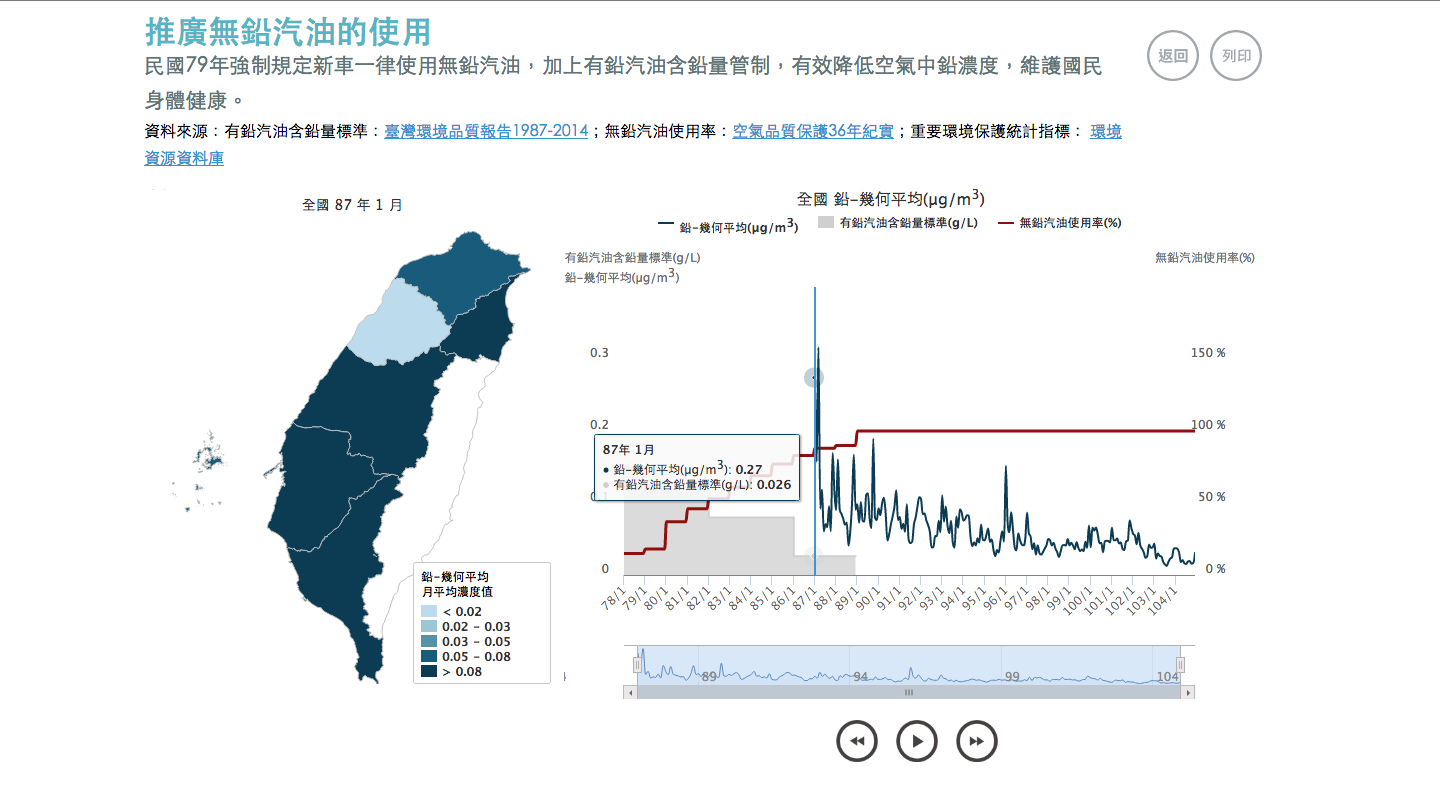 推廣無鉛汽油的使用
民國79年強制規定新車一律使用無鉛汽油，加上有鉛汽油含鉛量管制，有效降低空氣中鉛濃度，維護國民
身體健康。
返回
列印
資料來源：有鉛汽油含鉛量標準：臺灣環境品質報告1987-2014；無鉛汽油使用率：空氣品質保護36年紀實；重要環境保護統計指標： 環境
資源資料庫
全國 87 年 1 月
鉛-幾何平均
月平均濃度值
< 0.02
0.02 - 0.03
0.03 - 0.05
0.05 - 0.08
> 0.08
全國 鉛-幾何平均(μg/m3)
鉛-幾何平均(μg/m3) 有鉛汽油含鉛量標準(g/L) 無鉛汽油使用率(%)
有鉛汽油含鉛量標準(g/L)
鉛-幾何平均(μg/m3)
無鉛汽油使用率(%)
0.3 150 %
0.2 100 %
87年 1月
鉛-幾何平均(μg/m3): 0.27
有鉛汽油含鉛量標準(g/L): 0.026
0.1 50 %
0 0 %
78/1 79/1 80/1 81/1 82/1 83/1 84/1 85/1 86/1 87/1 88/1 89/1 90/1 91/1 92/1 93/1 94/1 95/1 96/1 97/1 98/1 99/1 100/1 101/1 102/1 103/1 104/1
89 94 99 104